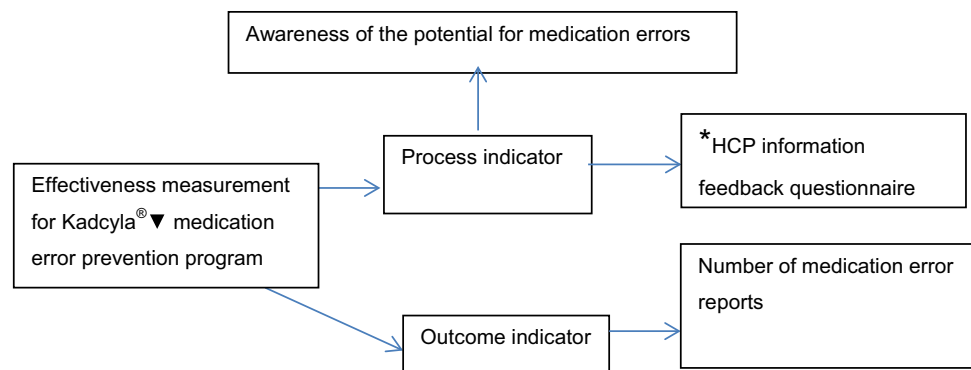 Awareness of the potential for medication errors
Process indicator
*HCP information
feedback questionnaire
Effectiveness measurement
for Kadcyla®▼ medication
error prevention program
Number of medication error
reports
Outcome indicator